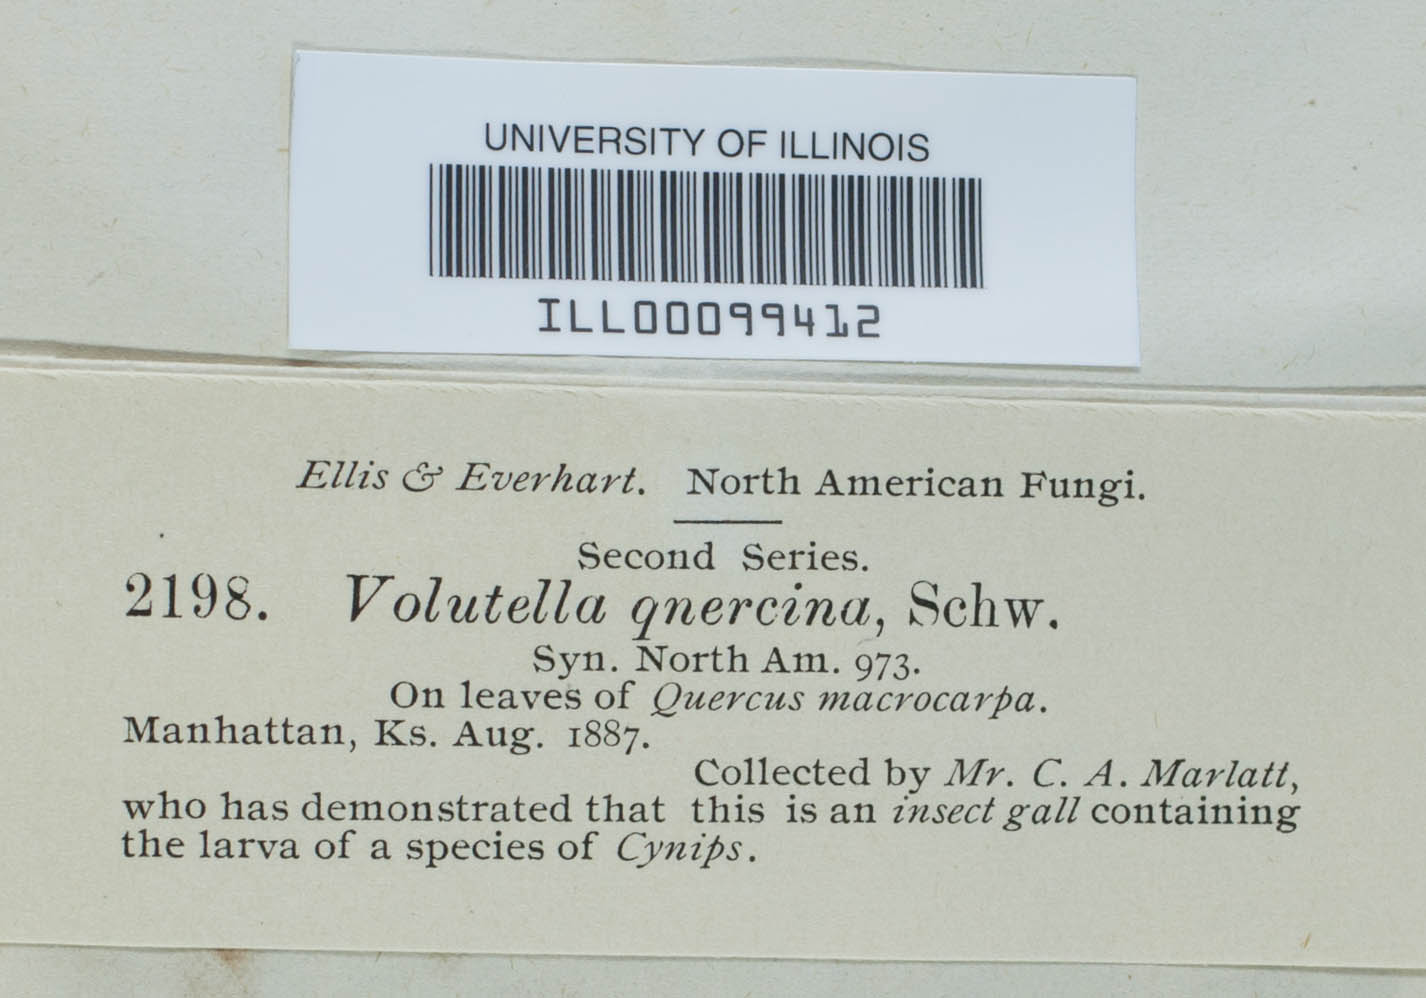 UNIVERSITY OF ILLINOIS
ILL00099412
Ellis & Everhart. North American Fungi.
Second Series.
2198. Volutella qnercina, Schw.
Syn. North Am. 973.
On leaves of Quercus macrocarpa.
Manhattan, Ks. Aug. 1887.
Collected by Mr. C. A. Marlatt,
who has demonstrated that this is an insect gall containing
the larva of a species of Cynips.